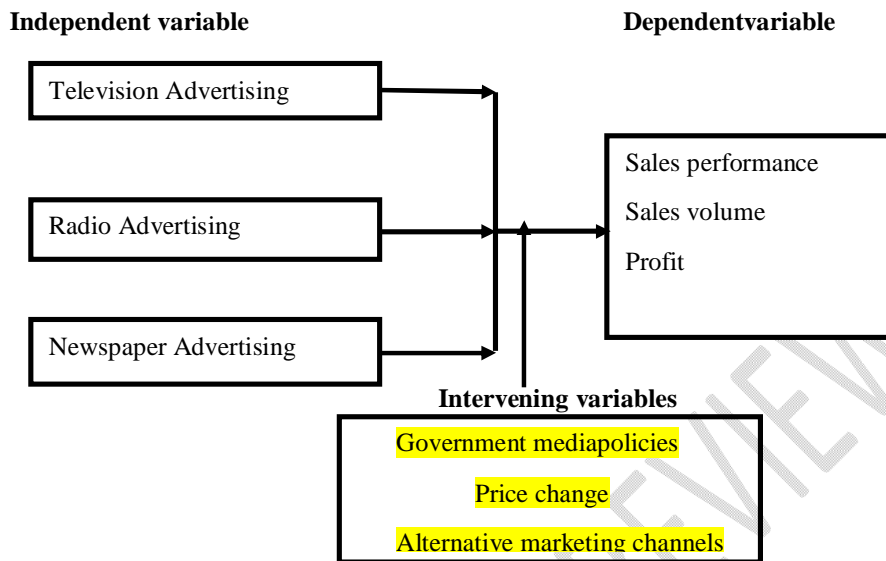 Independent variable
Dependentvariable
Television Advertising
Radio Advertising
Newspaper Advertising
Sales performance
Sales volume
Profit
Intervening variables
Government mediapolicies
Price change
Alternative marketing channels